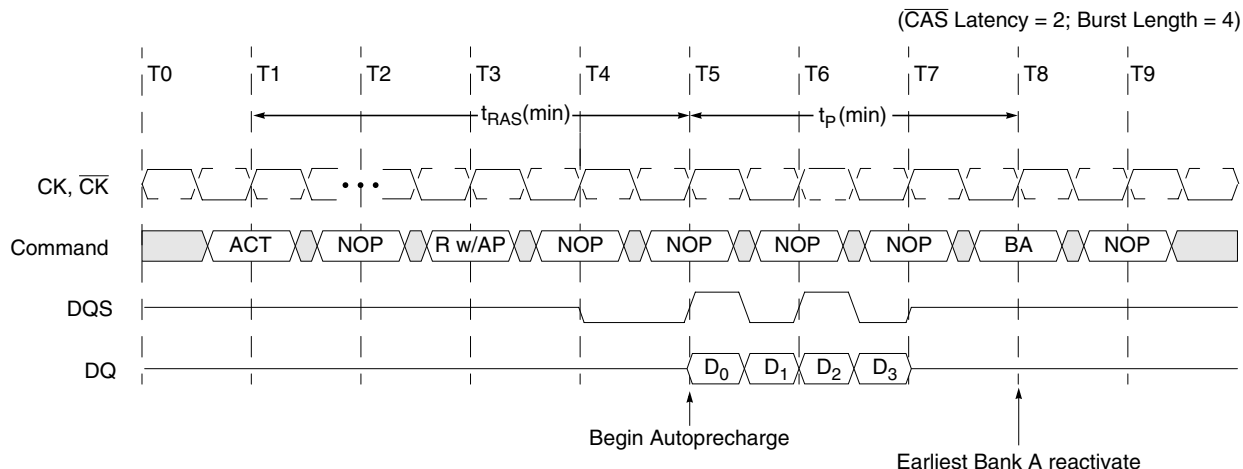 (CAS Latency = 2; Burst Length = 4)
T0 T1 T2 T3 T4 T5 T6 T7 T8 T9
tRAS(min) tP(min)
CK, CK
Command ACT NOP R w/AP NOP NOP NOP NOP BA NOP
DQS
DQ D0 D1 D2 D3
Begin Autoprecharge
Earliest Bank A reactivate